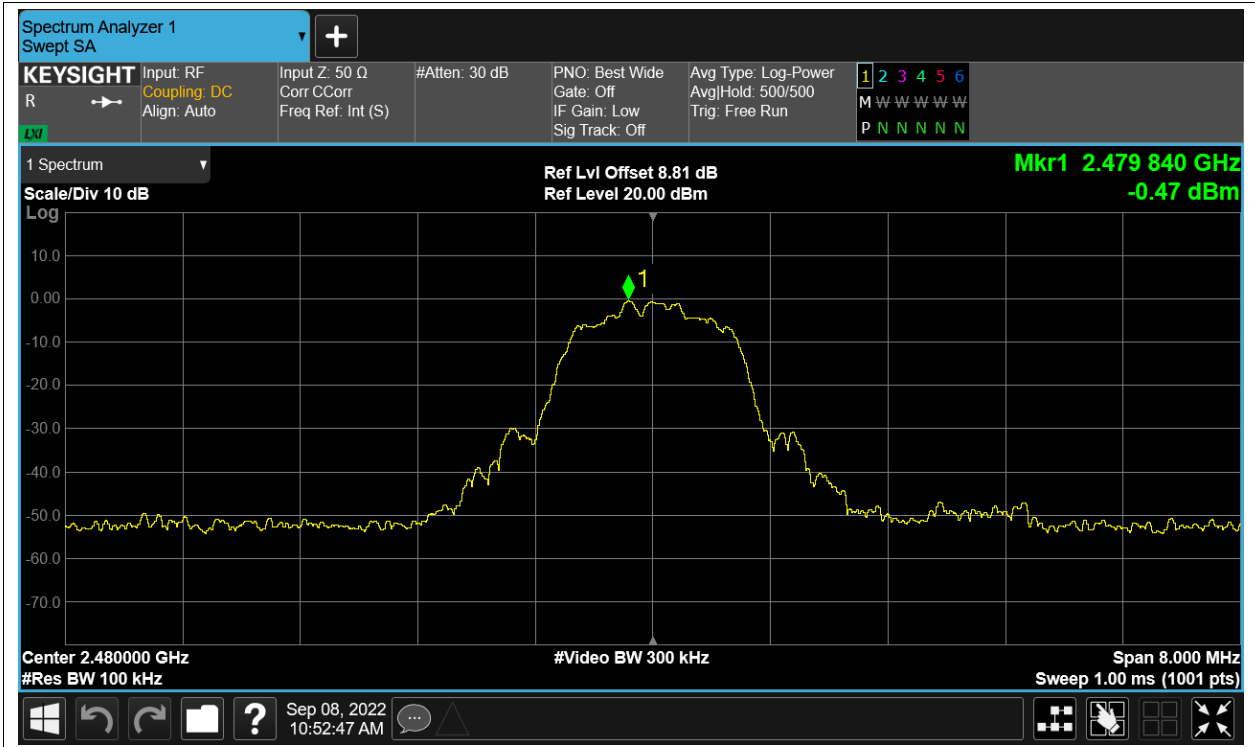 Spectrum Analyzer 1
Swept SA
+
KEYSIGHT
R
LXI
Input: RF
Coupling: DC
Align: Auto
Input Z: 50 Ω
Corr CCorr
Freq Ref: Int (S)
#Atten: 30 dB
PNO: Best Wide
Gate: Off
IF Gain: Low
Sig Track: Off
Avg Type: Log-Power
Avg|Hold: 500/500
Trig: Free Run
1 2 3 4 5 6
M W W W W W
P N N N N N
1 Spectrum
Scale/Div 10 dB
Ref Lvl Offset 8.81 dB
Ref Level 20.00 dBm
Mkr1 2.479 840 GHz
-0.47 dBm
Log
10.0
0.00
-10.0
-20.0
-30.0
-40.0
-50.0
-60.0
-70.0
1
Center 2.480000 GHz
#Res BW 100 kHz
#Video BW 300 kHz
Span 8.000 MHz
Sweep 1.00 ms (1001 pts)
?
Sep 08, 2022
10:52:47 AM